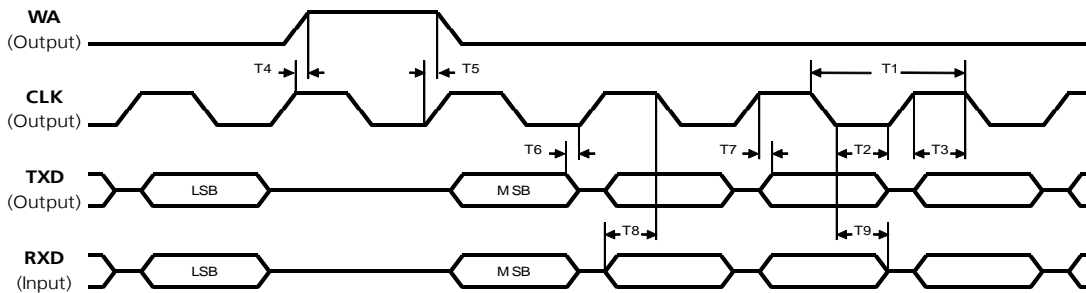 WA
(Output)
T4
T5
T1
CLK
(Output)
T6
T7
T2
T3
TXD
(Output)
LSB
MSB
T8
T9
RXD
(Input)
LSB
MSB